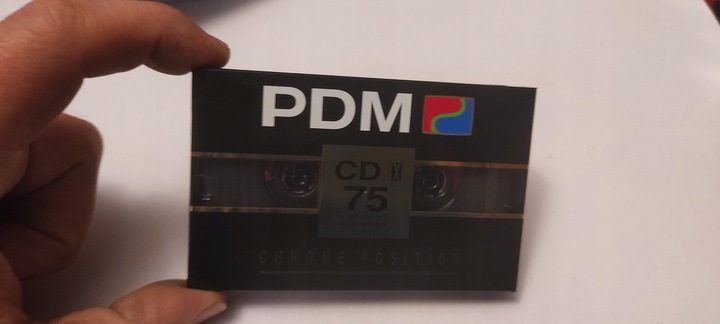 PDM
CD X
75
CHROME POSITION